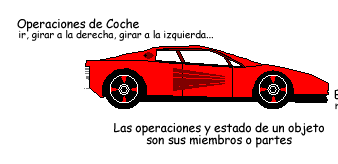 Operaciones de Coche
ir, girar a la derecha, girar a la izquierda...
Las operaciones y estado de un objeto
son sus miembros o partes